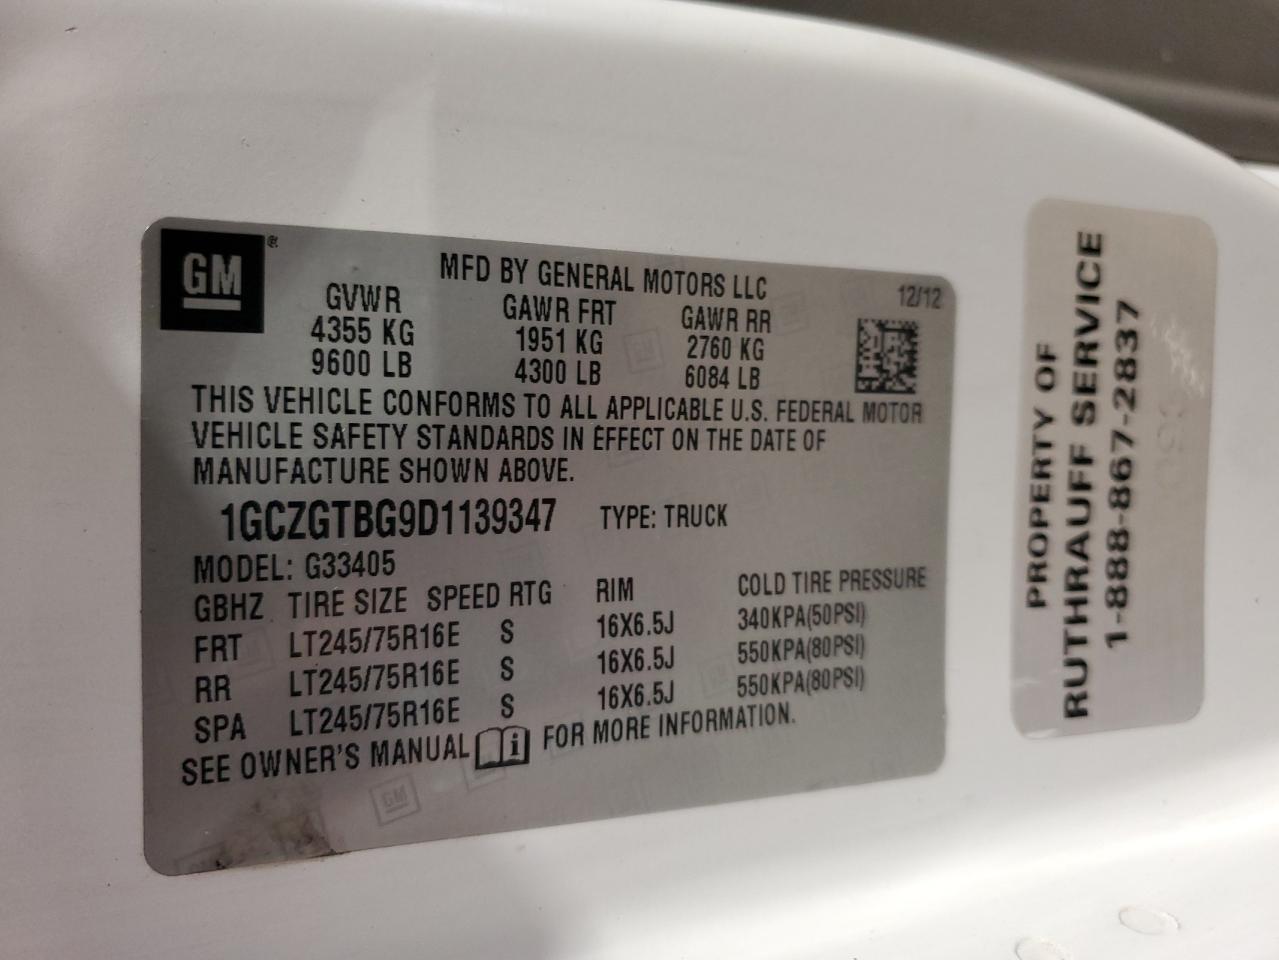 GM ®
MFD BY GENERAL MOTORS LLC
12/12
GVWR GAWR FRT GAWR RR
4355 KG 1951 KG 2760 KG
9600 LB 4300 LB 6084 LB
THIS VEHICLE CONFORMS TO ALL APPLICABLE U.S. FEDERAL MOTOR
VEHICLE SAFETY STANDARDS IN EFFECT ON THE DATE OF
MANUFACTURE SHOWN ABOVE.
1GCZGTBG9D1139347 TYPE: TRUCK
MODEL: G33405
GBHZ TIRE SIZE SPEED RTG RIM COLD TIRE PRESSURE
FRT LT245/75R16E S 16X6.5J 340KPA(50PSI)
RR LT245/75R16E S 16X6.5J 550KPA(80PSI)
SPA LT245/75R16E S 16X6.5J 550KPA(80PSI)
SEE OWNER'S MANUAL i FOR MORE INFORMATION.
GM
PROPERTY OF
RUTHRAUFF SERVICE
1-888-867-2837